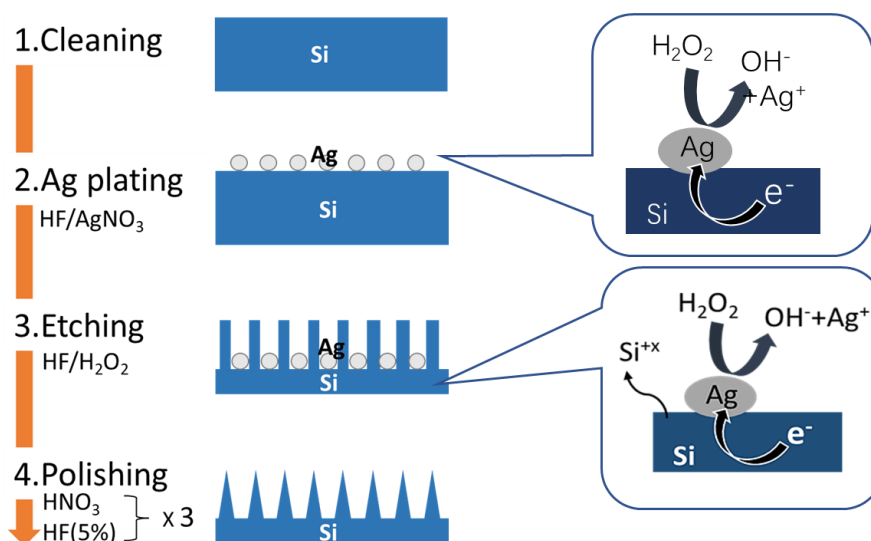 1.Cleaning
Si
2.Ag plating
HF/AgNO₃
Ag
Si
H₂O₂
OH⁻
+Ag⁺
Ag
Si
e⁻
3.Etching
HF/H₂O₂
Ag
Si
H₂O₂
OH⁻+Ag⁺
Si⁺ˣ
Ag
Si
e⁻
4.Polishing
HNO₃
HF(5%)
x 3
Si